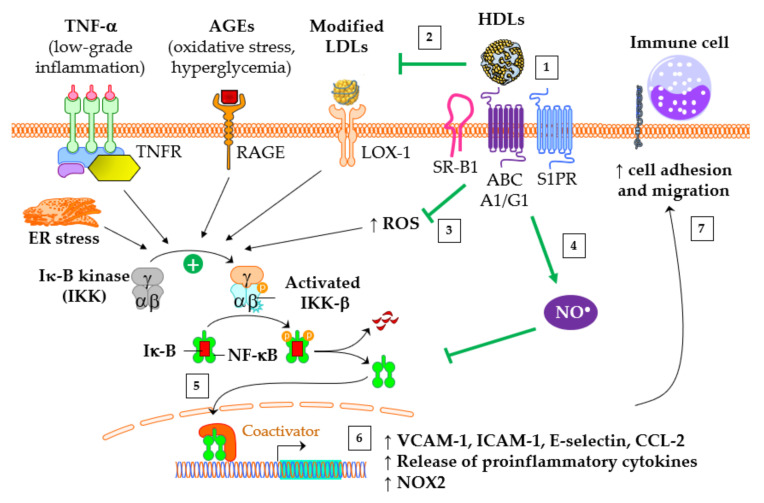 TNF-α
(low-grade
inflammation)
AGEs
(oxidative stress,
hyperglycemia)
Modified
LDLs
2
HDLs
1
Immune cell
TNFR
RAGE
LOX-1
SR-B1
ABC
A1/G1
S1PR
↑ cell adhesion
and migration
ER stress
↑ ROS
3
4
7
+
Iκ-B kinase
(IKK)
γ
αβ
γ
αβ
P
Activated
IKK-β
NO•
Iκ-B
NF-κB
P
P
5
Coactivator
6
↑ VCAM-1, ICAM-1, E-selectin, CCL-2
↑ Release of proinflammatory cytokines
↑ NOX2